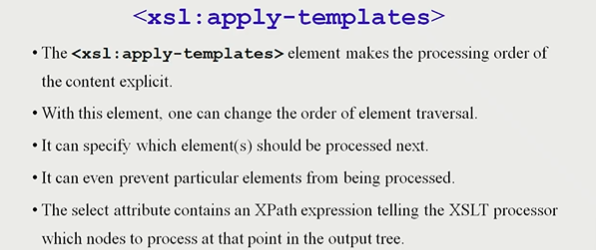 <xsl:apply-templates>
• The <xsl:apply-templates> element makes the processing order of
the content explicit.
• With this element, one can change the order of element traversal.
• It can specify which element(s) should be processed next.
• It can even prevent particular elements from being processed.
• The select attribute contains an XPath expression telling the XSLT processor
which nodes to process at that point in the output tree.